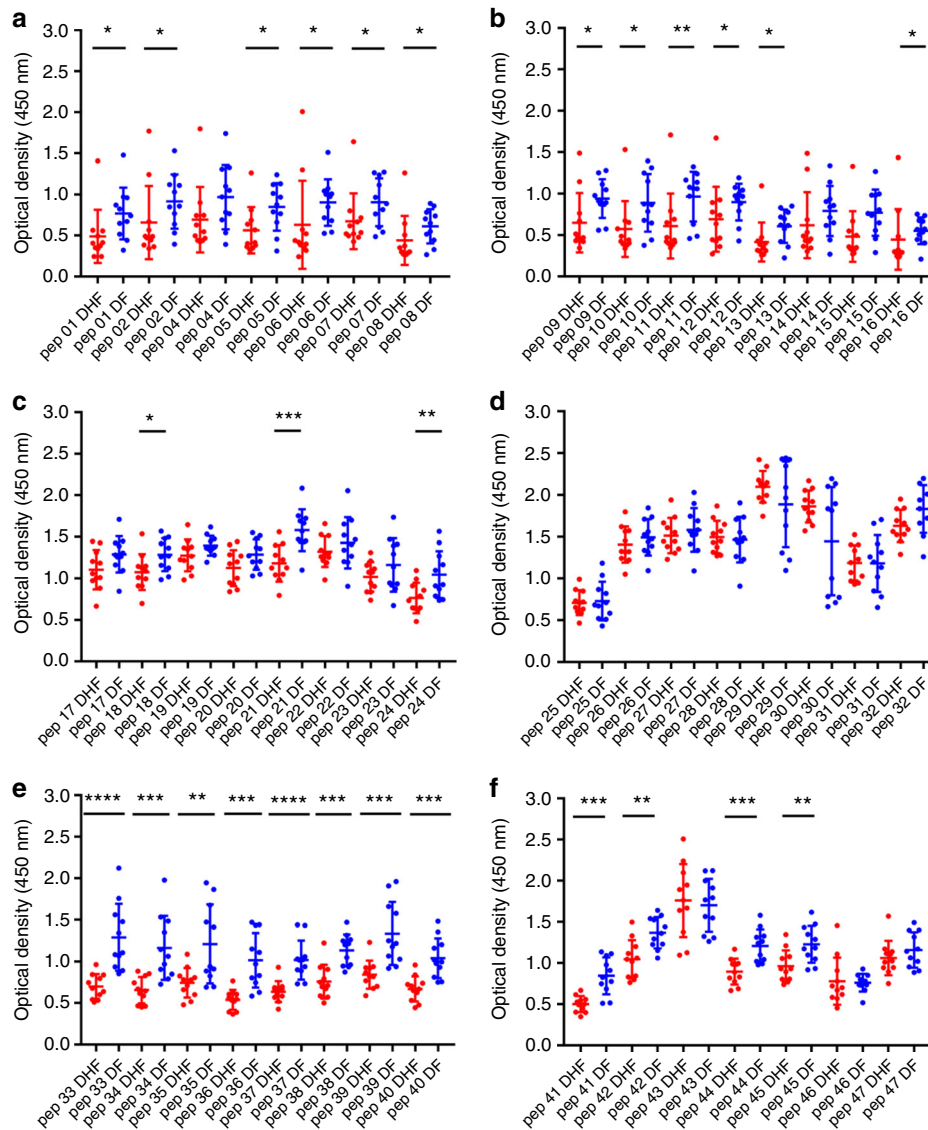 a
* * * * * *
3.0
2.5
2.0
1.5
1.0
0.5
0.0
Optical density (450 nm)
pep 01 DHF
pep 01 DF
pep 02 DHF
pep 02 DF
pep 04 DHF
pep 04 DF
pep 05 DHF
pep 05 DF
pep 06 DHF
pep 06 DF
pep 07 DHF
pep 07 DF
pep 08 DHF
pep 08 DF
b
* * ** * * *
3.0
2.5
2.0
1.5
1.0
0.5
0.0
Optical density (450 nm)
pep 09 DHF
pep 09 DF
pep 10 DHF
pep 10 DF
pep 11 DHF
pep 11 DF
pep 12 DHF
pep 12 DF
pep 13 DHF
pep 13 DF
pep 14 DHF
pep 14 DF
pep 15 DHF
pep 15 DF
pep 16 DHF
pep 16 DF
c
* *** **
3.0
2.5
2.0
1.5
1.0
0.5
0.0
Optical density (450 nm)
pep 17 DHF
pep 17 DF
pep 18 DHF
pep 18 DF
pep 19 DHF
pep 19 DF
pep 20 DHF
pep 20 DF
pep 21 DHF
pep 21 DF
pep 22 DHF
pep 22 DF
pep 23 DHF
pep 23 DF
pep 24 DHF
pep 24 DF
d
3.0
2.5
2.0
1.5
1.0
0.5
0.0
Optical density (450 nm)
pep 25 DHF
pep 25 DF
pep 26 DHF
pep 26 DF
pep 27 DHF
pep 27 DF
pep 28 DHF
pep 28 DF
pep 29 DHF
pep 29 DF
pep 30 DHF
pep 30 DF
pep 31 DHF
pep 31 DF
pep 32 DHF
pep 32 DF
e
**** *** ** *** **** *** *** ***
3.0
2.5
2.0
1.5
1.0
0.5
0.0
Optical density (450 nm)
pep 33 DHF
pep 33 DF
pep 34 DHF
pep 34 DF
pep 35 DHF
pep 35 DF
pep 36 DHF
pep 36 DF
pep 37 DHF
pep 37 DF
pep 38 DHF
pep 38 DF
pep 39 DHF
pep 39 DF
pep 40 DHF
pep 40 DF
f
*** ** *** **
3.0
2.5
2.0
1.5
1.0
0.5
0.0
Optical density (450 nm)
pep 41 DHF
pep 41 DF
pep 42 DHF
pep 42 DF
pep 43 DHF
pep 43 DF
pep 44 DHF
pep 44 DF
pep 45 DHF
pep 45 DF
pep 46 DHF
pep 46 DF
pep 47 DHF
pep 47 DF